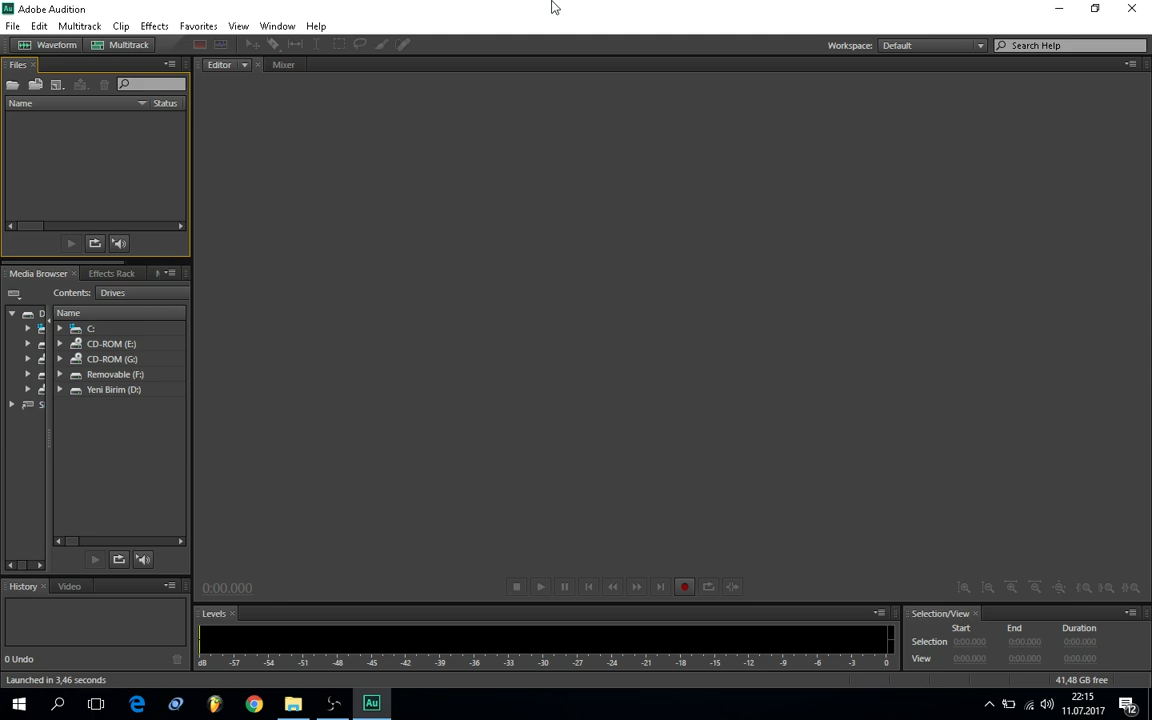 Au Adobe Audition
File Edit Multitrack Clip Effects Favorites View Window Help
Waveform Multitrack Workspace: Default Search Help
Files Editor Mixer
Name Status
Media Browser Effects Rack
Contents: Drives
Name
C:
CD-ROM (E:)
CD-ROM (G:)
Removable (F:)
Yeni Birim (D:)
0:00.000
History Video
Levels
Selection/View
Start End Duration
Selection 0:00.000 0:00.000 0:00.000
View 0:00.000 0:00.000 0:00.000
dB -57 -54 -51 -48 -45 -42 -39 -36 -33 -30 -27 -24 -21 -18 -15 -12 -9 -6 -3 0
0 Undo
Launched in 3,46 seconds 41,48 GB free
Au
22:15
11.07.2017
12